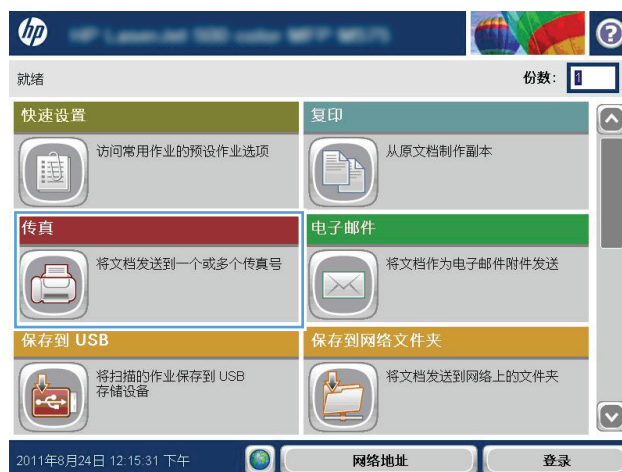 hp
?
就绪
份数: 1
快速设置
访问常用作业的预设作业选项
复印
从原文档制作副本
传真
将文档发送到一个或多个传真号
电子邮件
将文档作为电子邮件附件发送
保存到 USB
将扫描的作业保存到 USB
存储设备
保存到网络文件夹
将文档发送到网络上的文件夹
2011年8月24日 12:15:31 下午
网络地址
登录